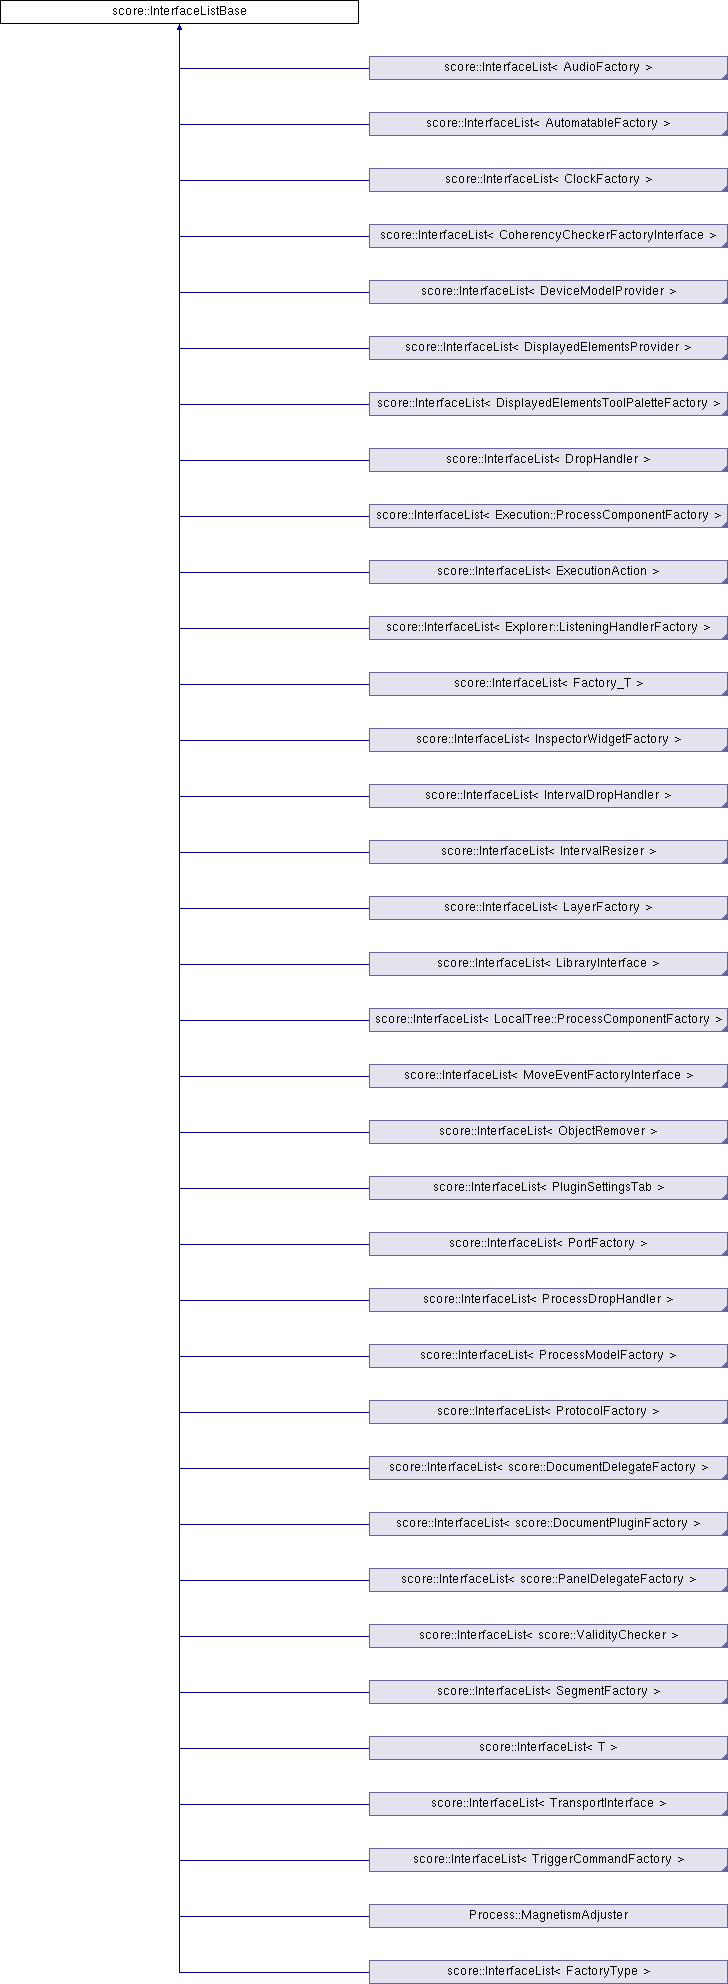 score::InterfaceListBase
score::InterfaceList< AudioFactory >
score::InterfaceList< AutomatableFactory >
score::InterfaceList< ClockFactory >
score::InterfaceList< CoherencyCheckerFactoryInterface >
score::InterfaceList< DeviceModelProvider >
score::InterfaceList< DisplayedElementsProvider >
score::InterfaceList< DisplayedElementsToolPaletteFactory >
score::InterfaceList< DropHandler >
score::InterfaceList< Execution::ProcessComponentFactory >
score::InterfaceList< ExecutionAction >
score::InterfaceList< Explorer::ListeningHandlerFactory >
score::InterfaceList< Factory_T >
score::InterfaceList< InspectorWidgetFactory >
score::InterfaceList< IntervalDropHandler >
score::InterfaceList< IntervalResizer >
score::InterfaceList< LayerFactory >
score::InterfaceList< LibraryInterface >
score::InterfaceList< LocalTree::ProcessComponentFactory >
score::InterfaceList< MoveEventFactoryInterface >
score::InterfaceList< ObjectRemover >
score::InterfaceList< PluginSettingsTab >
score::InterfaceList< PortFactory >
score::InterfaceList< ProcessDropHandler >
score::InterfaceList< ProcessModelFactory >
score::InterfaceList< ProtocolFactory >
score::InterfaceList< score::DocumentDelegateFactory >
score::InterfaceList< score::DocumentPluginFactory >
score::InterfaceList< score::PanelDelegateFactory >
score::InterfaceList< score::ValidityChecker >
score::InterfaceList< SegmentFactory >
score::InterfaceList< T >
score::InterfaceList< TransportInterface >
score::InterfaceList< TriggerCommandFactory >
Process::MagnetismAdjuster
score::InterfaceList< FactoryType >